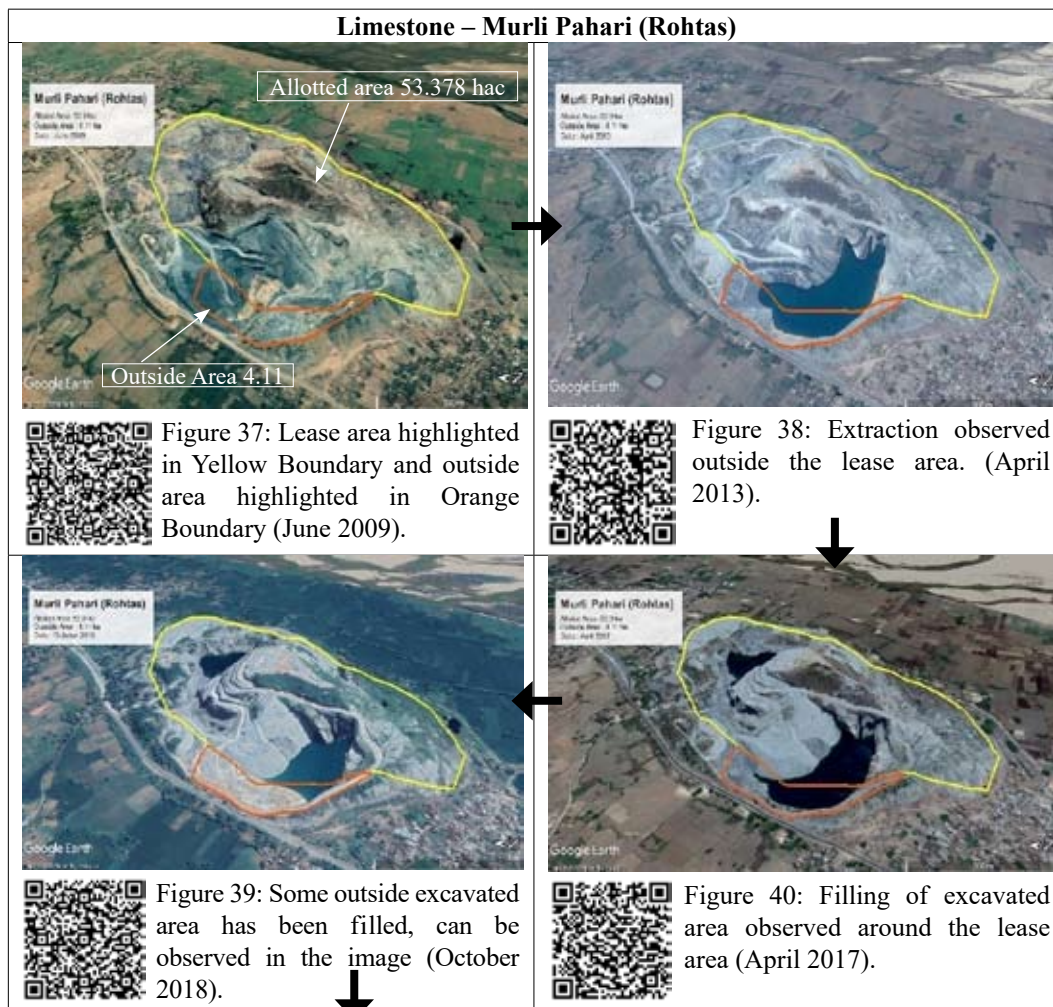 Limestone – Murli Pahari (Rohtas)
Murli Pahari (Rohtas)
Allotted area 53.378 hac
Outside Area 4.11
Google Earth
Murli Pahari (Rohtas)
Google Earth
Figure 37: Lease area highlighted
in Yellow Boundary and outside
area highlighted in Orange
Boundary (June 2009).
Figure 38: Extraction observed
outside the lease area. (April
2013).
Murli Pahari (Rohtas)
Google Earth
Murli Pahari (Rohtas)
Google Earth
Figure 39: Some outside excavated
area has been filled, can be
observed in the image (October
2018).
Figure 40: Filling of excavated
area observed around the lease
area (April 2017).